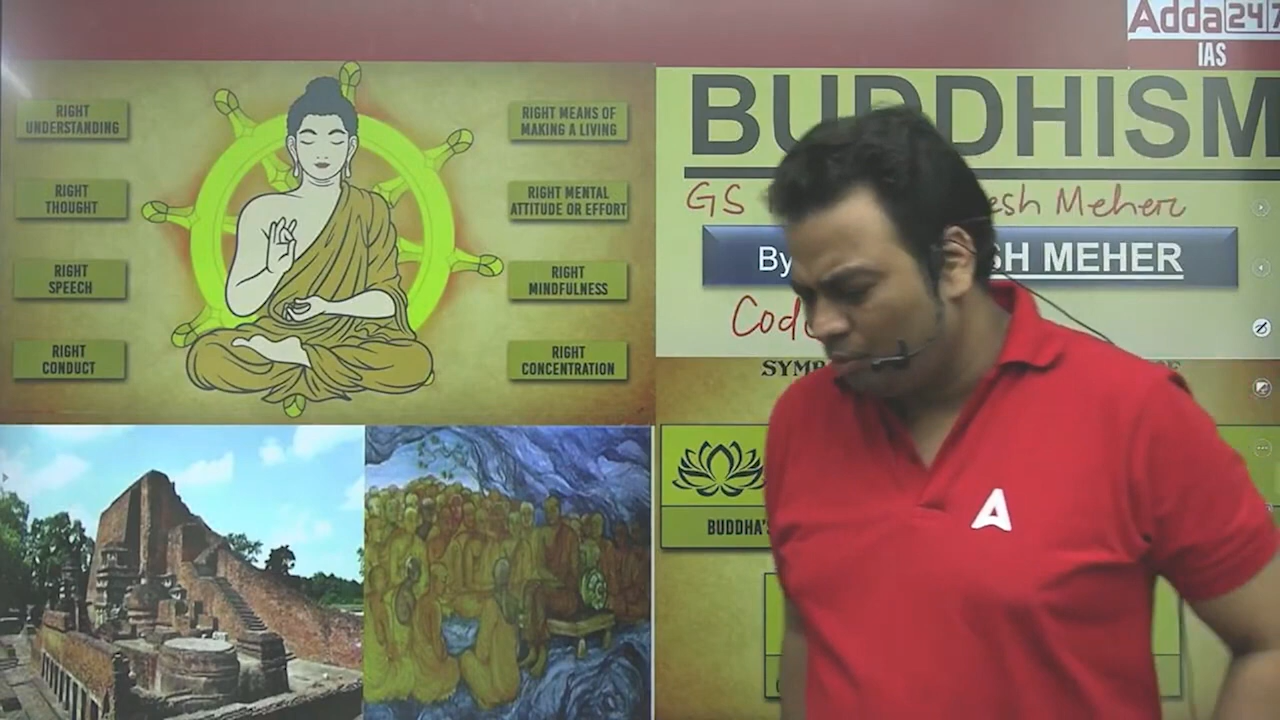 Adda247
IAS
RIGHT
UNDERSTANDING
RIGHT
THOUGHT
RIGHT
SPEECH
RIGHT
CONDUCT
RIGHT MEANS OF
MAKING A LIVING
RIGHT MENTAL
ATTITUDE OR EFFORT
RIGHT
MINDFULNESS
RIGHT
CONCENTRATION
BUDDHISM
GS
Meher
By
MEHER
BUDDHA'S
A